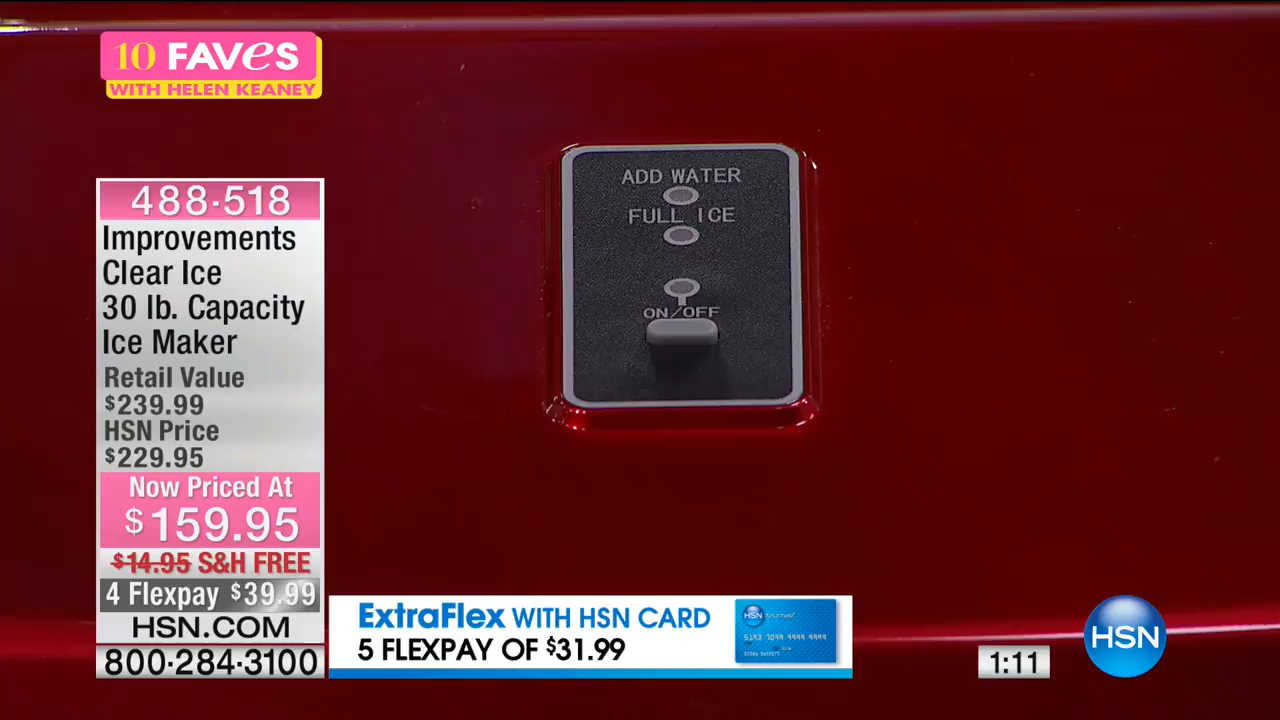 10 FAVeS
WITH HELEN KEANEY
488·518
Improvements
Clear Ice
30 lb. Capacity
Ice Maker
Retail Value
$239.99
HSN Price
$229.95
Now Priced At
$159.95
$14.95 S&H FREE
4 Flexpay $39.99
HSN.COM
800·284·3100
ADD WATER
FULL ICE
ON/OFF
ExtraFlex WITH HSN CARD
5 FLEXPAY OF $31.99
HSN
1:11
HSN